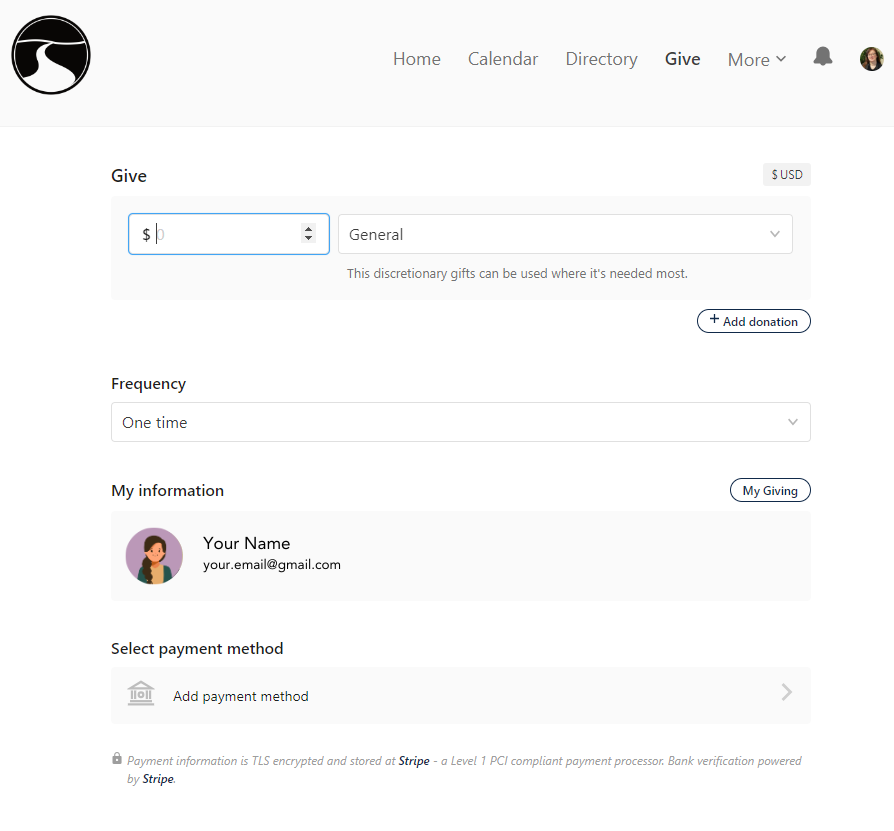 Home Calendar Directory Give More
Give $ USD
$ 0 General
This discretionary gifts can be used where it's needed most.
+ Add donation
Frequency
One time
My information My Giving
Your Name
your.email@gmail.com
Select payment method
Add payment method
Payment information is TLS encrypted and stored at Stripe - a Level 1 PCI compliant payment processor. Bank verification powered
by Stripe.